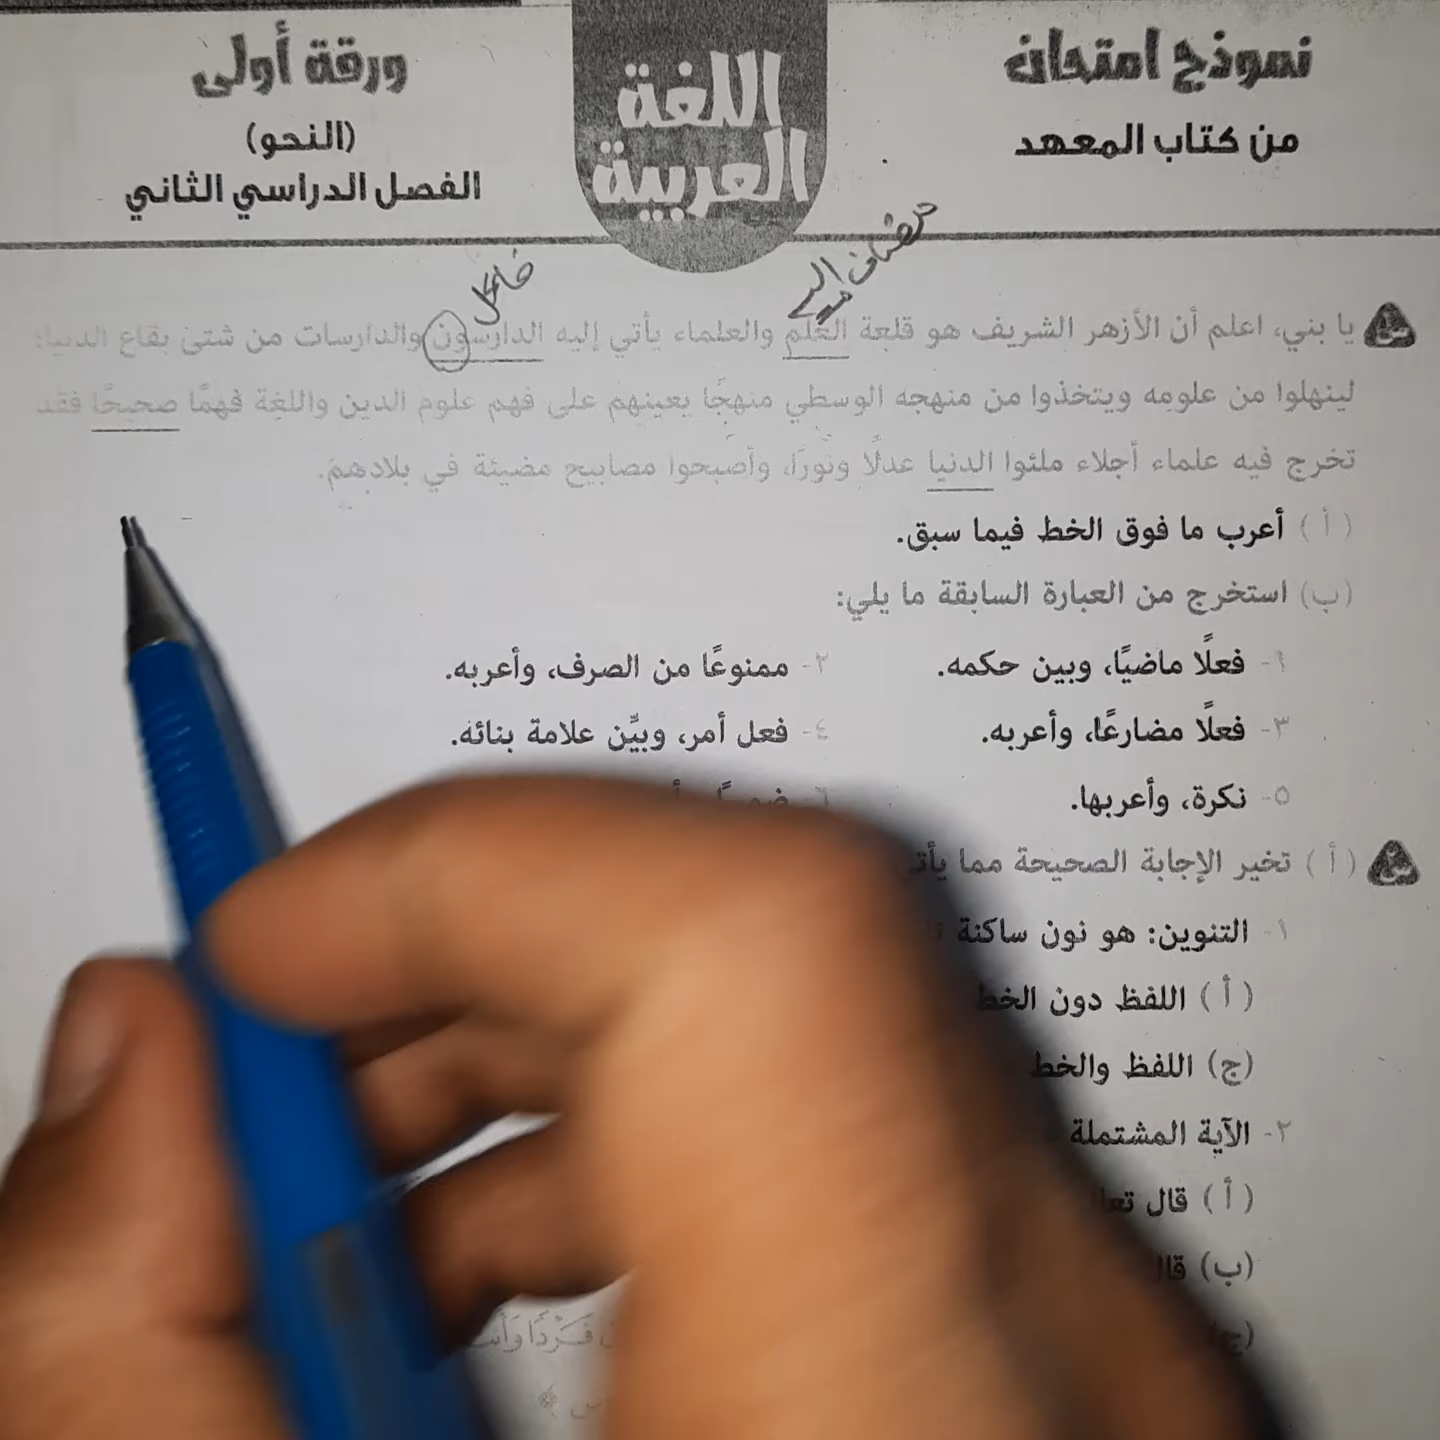 نموذج امتحان
من كتاب المعهد
اللغة
العربية
ورقة أولى
(النحو)
الفصل الدراسي الثاني
مضاف إليه
فاعل
يا بني، اعلم أن الأزهر الشريف هو قلعة العلم والعلماء يأتي إليه الدارسون والدارسات من شتى بقاع الدنيا؛
لينهلوا من علومه ويتخذوا من منهجه الوسطي منهجًا يعينهم على فهم علوم الدين واللغة فهمًا صحيحًا فقد
تخرج فيه علماء أجلاء ملئوا الدنيا عدلًا ونورًا، وأصبحوا مصابيح مضيئة في بلادهم.
(أ) أعرب ما فوق الخط فيما سبق.
(ب) استخرج من العبارة السابقة ما يلي:
١- فعلًا ماضيًا، وبين حكمه. ٢- ممنوعًا من الصرف، وأعربه.
٣- فعلًا مضارعًا، وأعربه. ٤- فعل أمر، وبيِّن علامة بنائه.
٥- نكرة، وأعربها. ٦-
(أ) تخير الإجابة الصحيحة مما
١- التنوين: هو نون ساكنة
(أ) اللفظ دون الخط
(ج) اللفظ والخط
٢- الآية المشتملة
(أ) قال
(ب) قال
(ج)